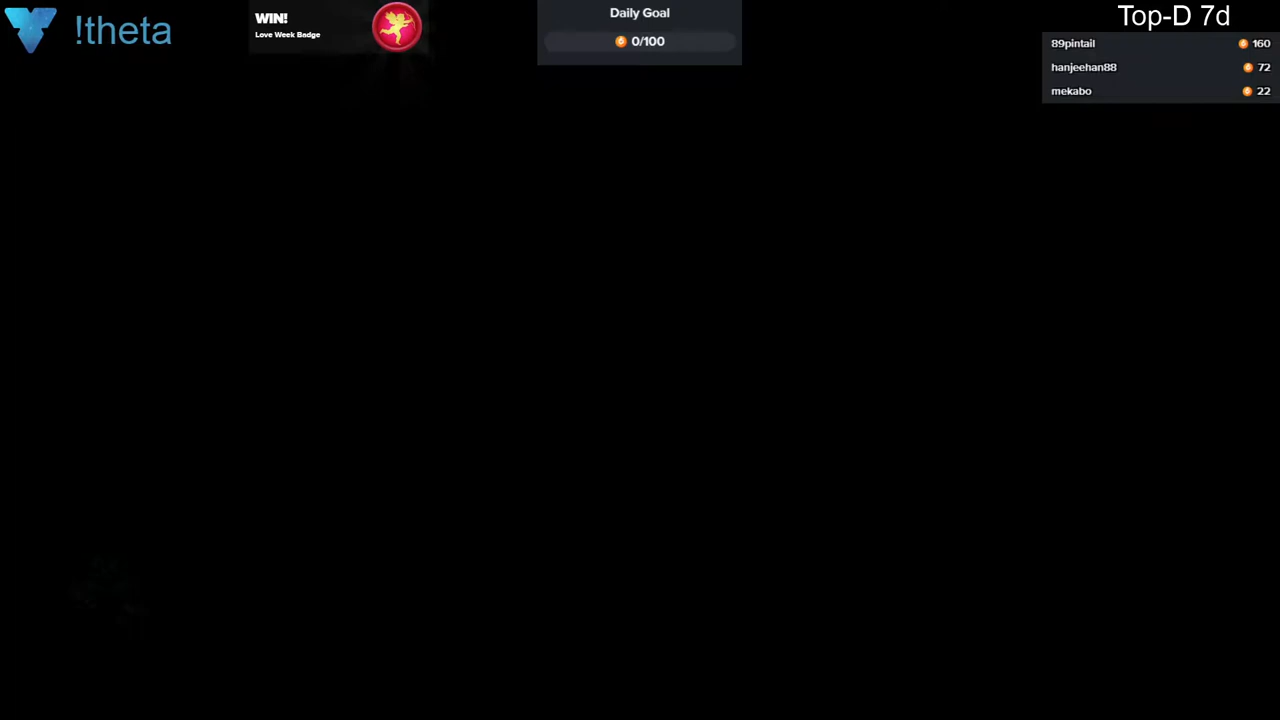 !theta
WIN!
Love Week Badge
Daily Goal
0/100
Top-D 7d
89pintail 160
hanjeehan88 72
mekabo 22